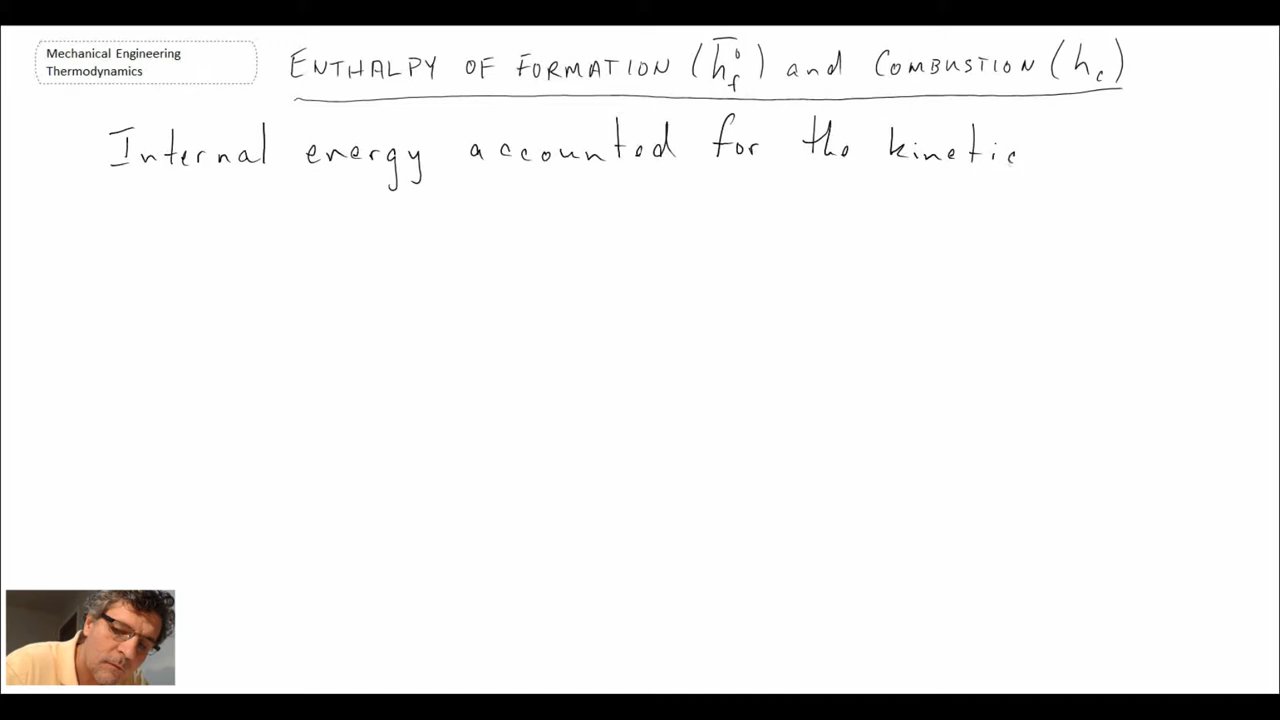 Mechanical Engineering
Thermodynamics
ENTHALPY OF FORMATION (h̄°f) and COMBUSTION (hc)
Internal energy accounted for the kinetic